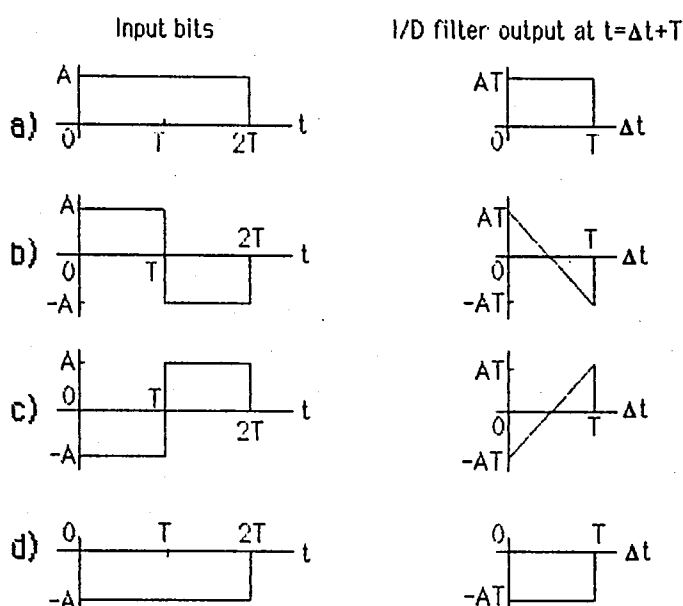 Input bits
I/D filter output at t=Δt+T
a)
A
0
T
2T
t
AT
0
T
Δt
b)
A
0
T
2T
t
-A
AT
0
T
Δt
-AT
c)
A
0
T
2T
t
-A
AT
0
T
Δt
-AT
d)
0
T
2T
t
-A
0
T
Δt
-AT